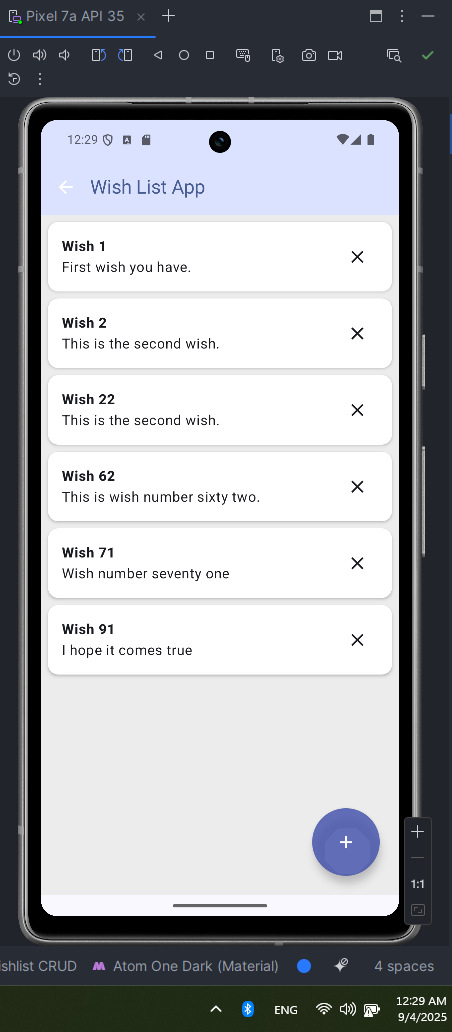 Pixel 7a API 35
12:29
Wish List App
Wish 1
First wish you have.
Wish 2
This is the second wish.
Wish 22
This is the second wish.
Wish 62
This is wish number sixty two.
Wish 71
Wish number seventy one
Wish 91
I hope it comes true
1:1
ishlist CRUD
Atom One Dark (Material)
4 spaces
ENG
12:29 AM
9/4/2025